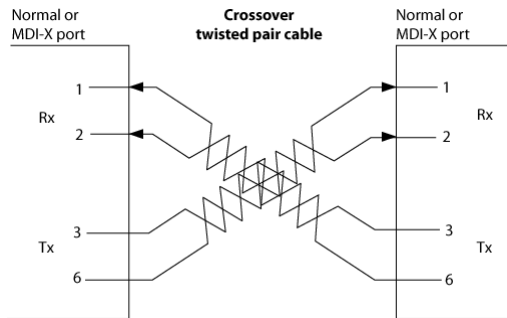 Normal or
MDI-X port
Crossover
twisted pair cable
Normal or
MDI-X port
1
Rx
2
3
Tx
6
1
Rx
2
3
Tx
6